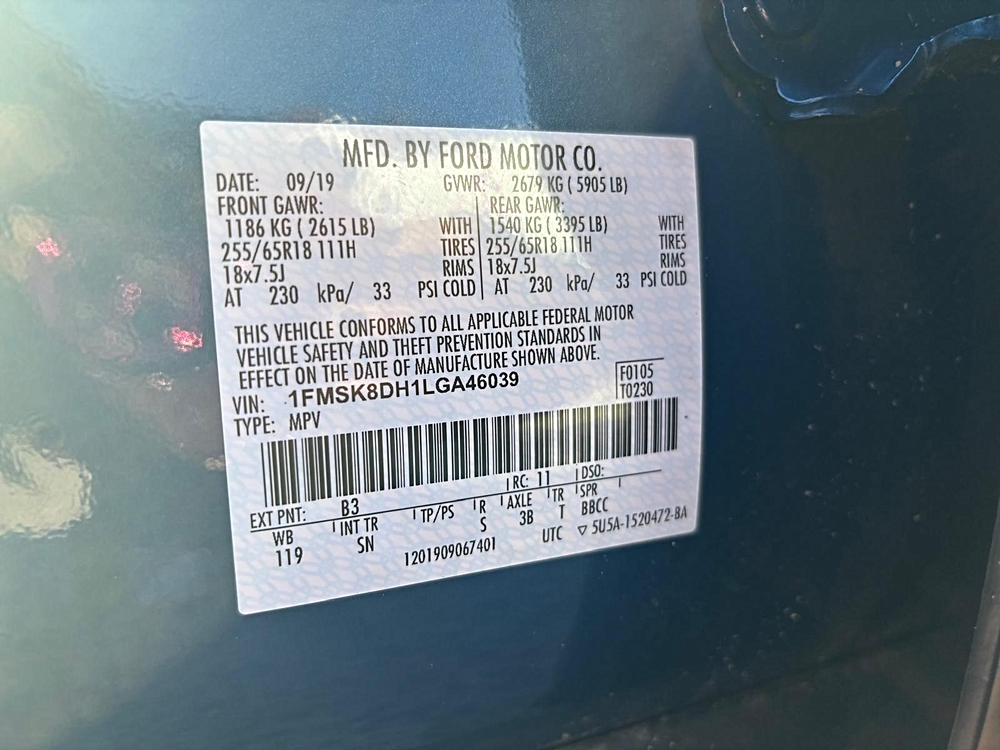 MFD. BY FORD MOTOR CO.
DATE: 09/19 GVWR: 2679 KG ( 5905 LB)
FRONT GAWR: REAR GAWR:
1186 KG ( 2615 LB) WITH 1540 KG ( 3395 LB) WITH
255/65R18 111H TIRES 255/65R18 111H TIRES
18x7.5J RIMS 18x7.5J RIMS
AT 230 kPa/ 33 PSI COLD AT 230 kPa/ 33 PSI COLD
THIS VEHICLE CONFORMS TO ALL APPLICABLE FEDERAL MOTOR
VEHICLE SAFETY AND THEFT PREVENTION STANDARDS IN
EFFECT ON THE DATE OF MANUFACTURE SHOWN ABOVE.
VIN: 1FMSK8DH1LGA46039 F0105
TYPE: MPV T0230
EXT PNT: B3 RC: 11 DSO:
WB INT TR TP/PS R AXLE TR SPR
119 SN S 3B T BBCC
1201909067401 UTC ▽ 5U5A-1520472-BA